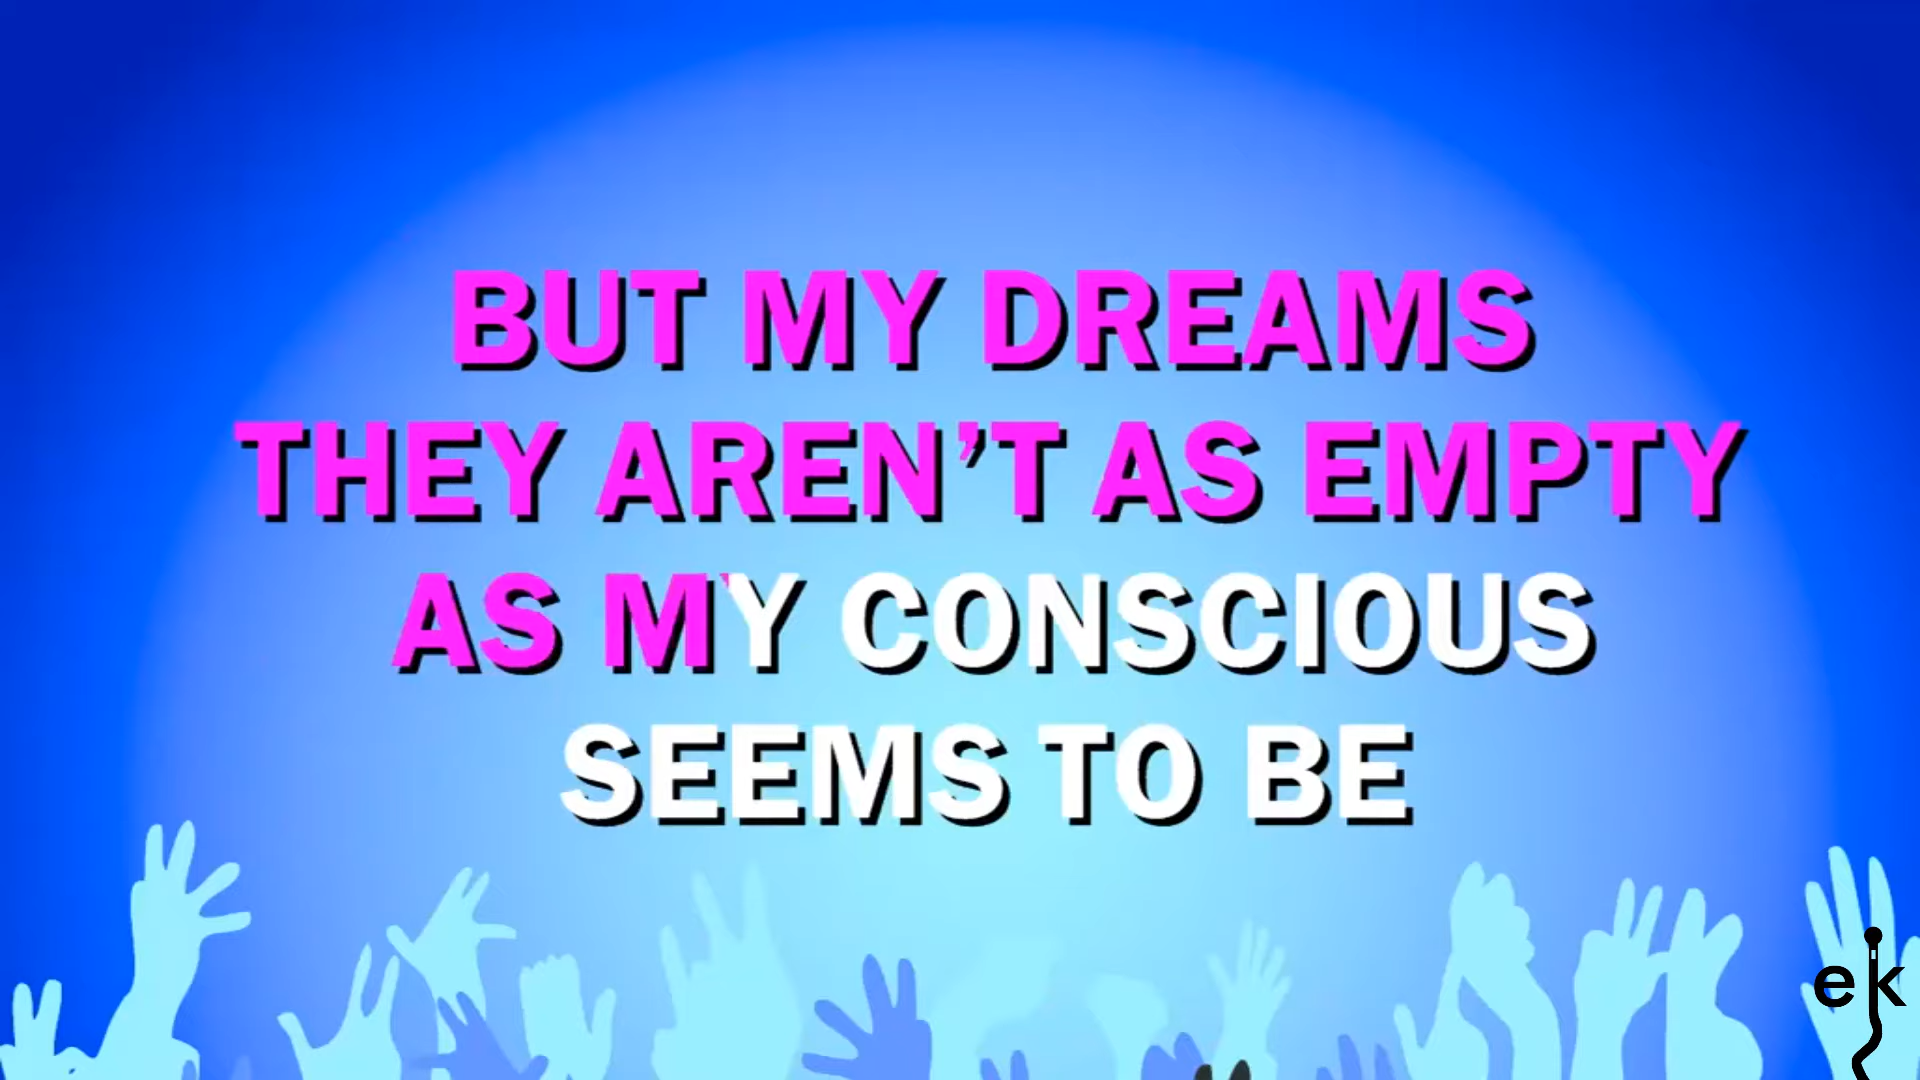 BUT MY DREAMS
THEY AREN'T AS EMPTY
AS MY CONSCIOUS
SEEMS TO BE
ek